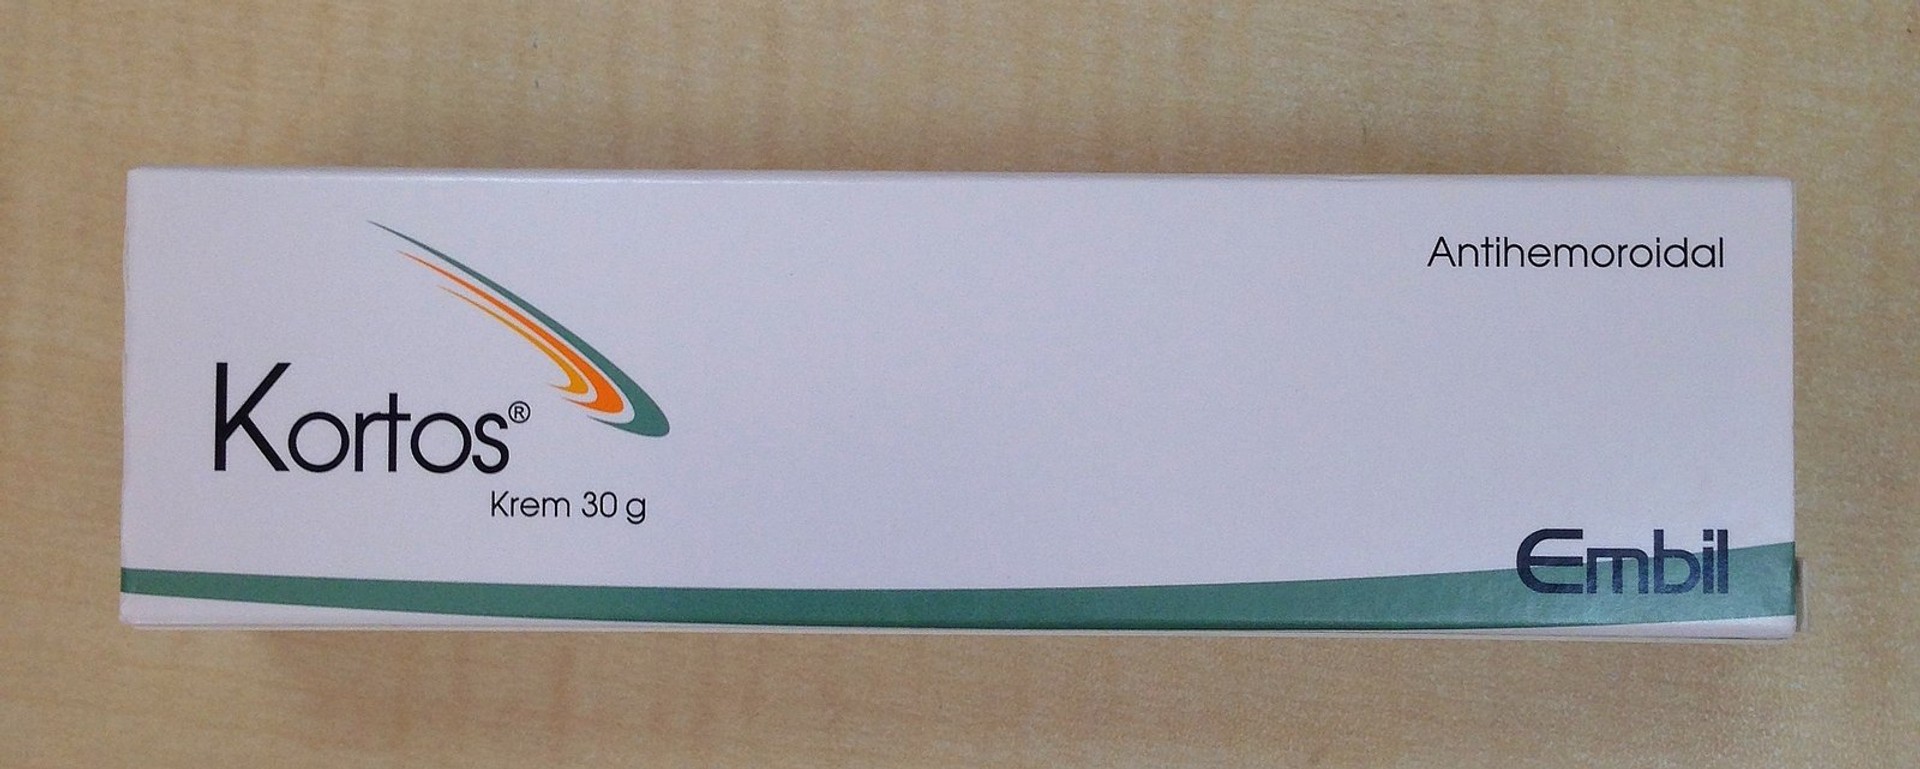 Antihemoroidal
Kortos®
Krem 30 g
Embil